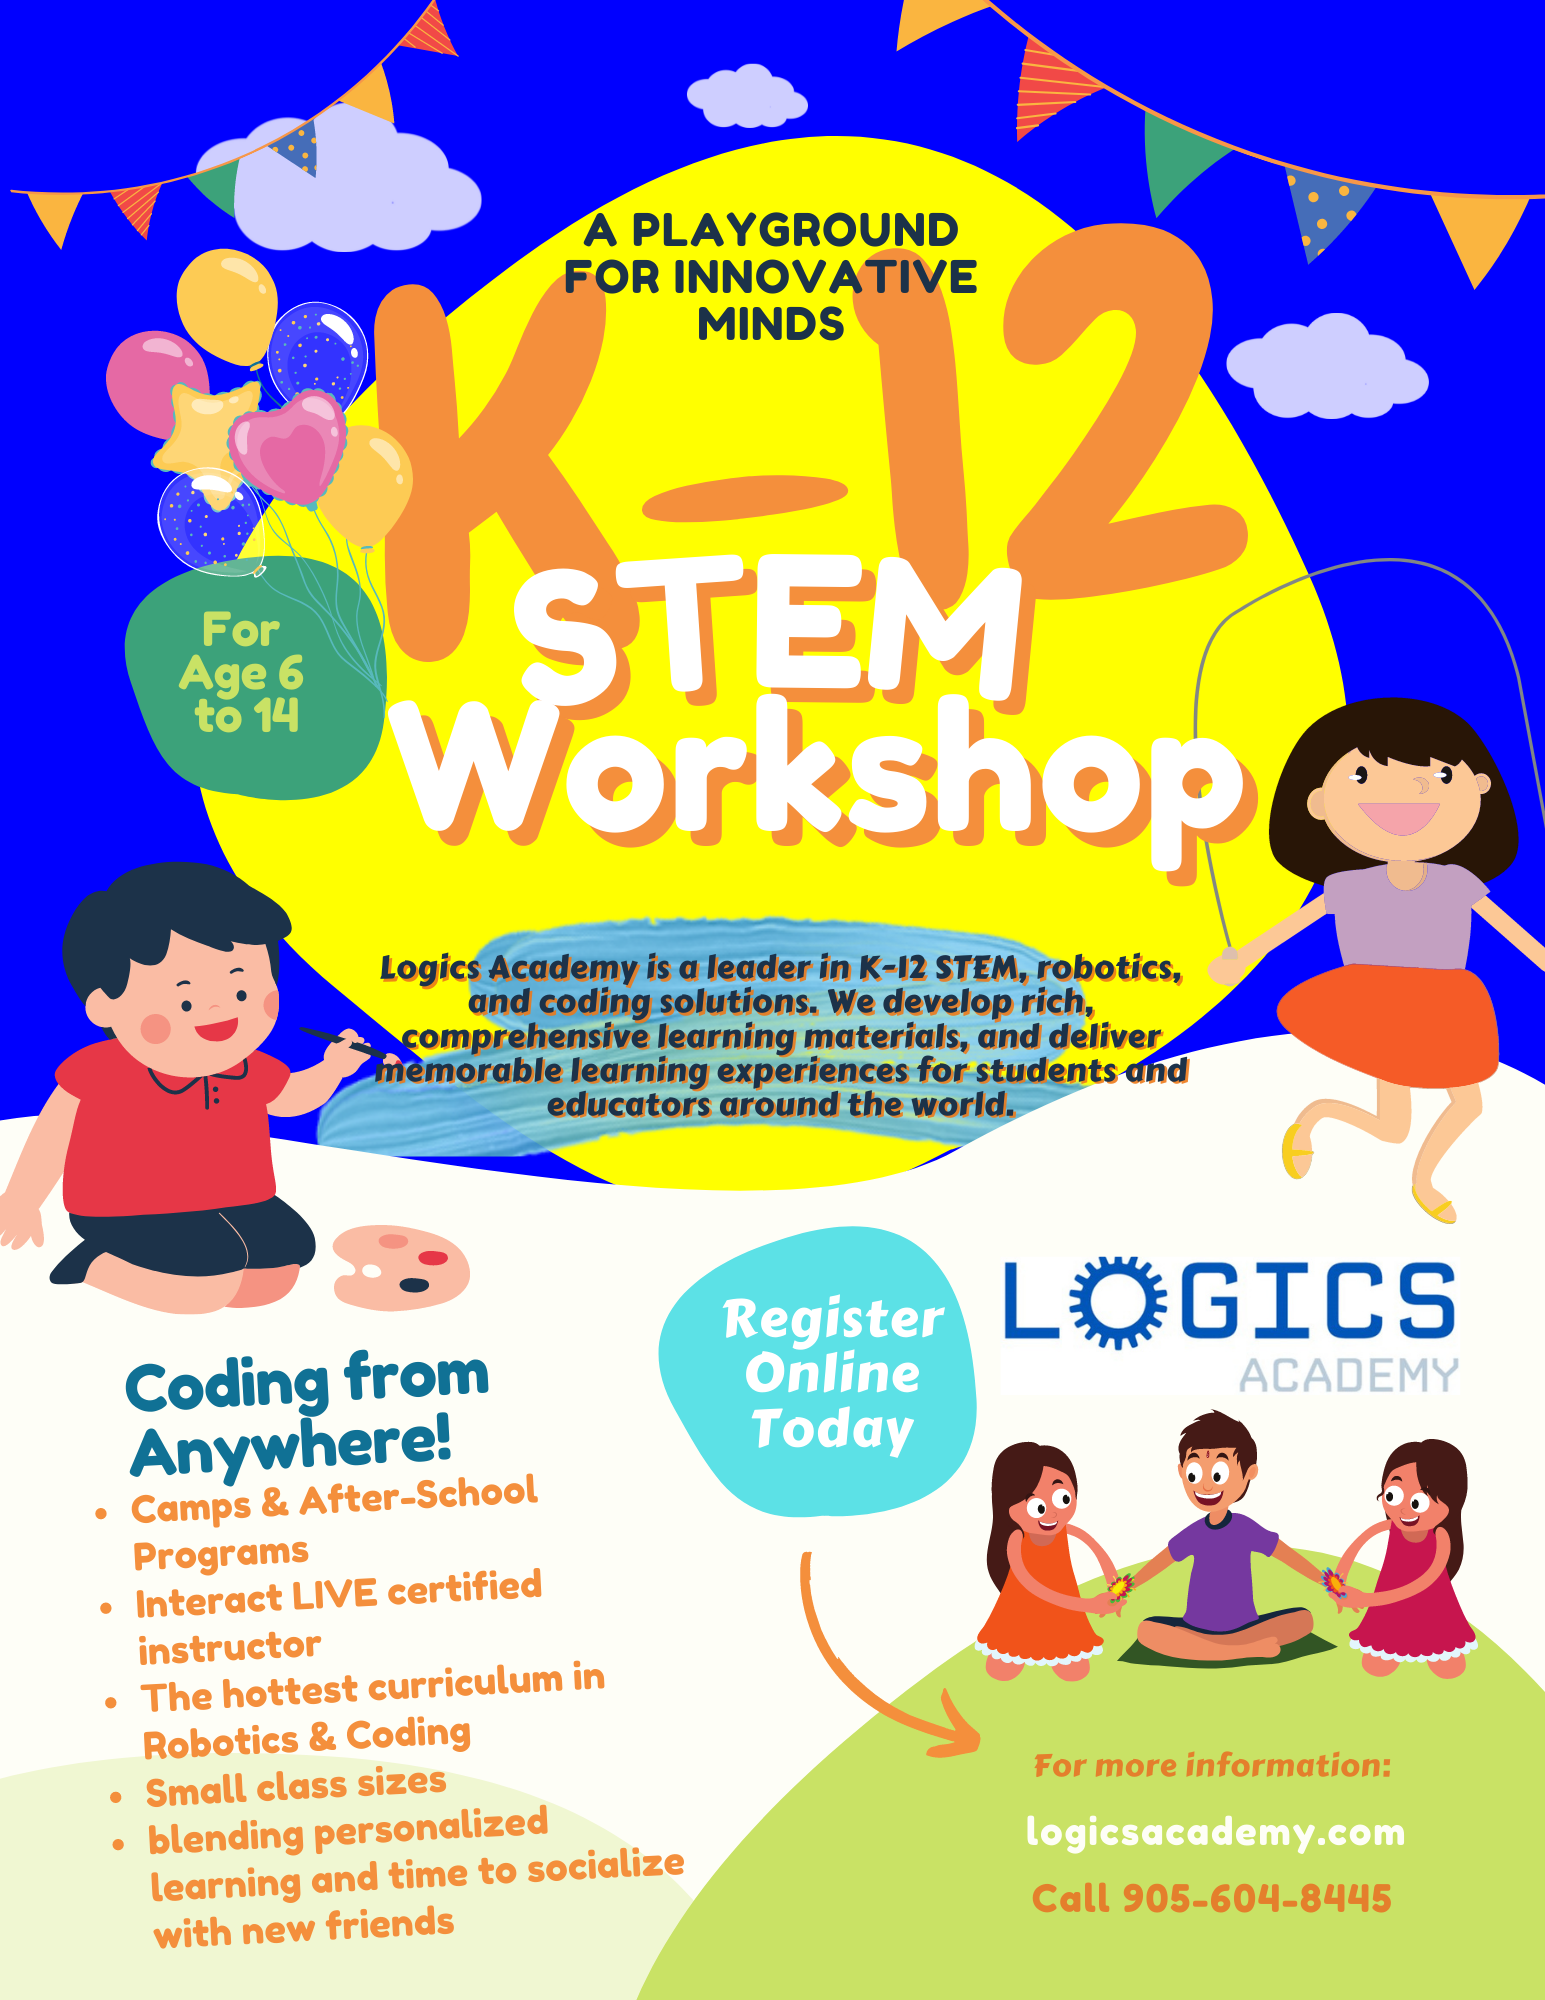 A PLAYGROUND
FOR INNOVATIVE
MINDS
K-12
STEM
Workshop
For
Age 6
to 14
Logics Academy is a leader in K-12 STEM, robotics,
and coding solutions. We develop rich,
comprehensive learning materials, and deliver
memorable learning experiences for students and
educators around the world.
Coding from
Anywhere!
• Camps & After-School
Programs
• Interact LIVE certified
instructor
• The hottest curriculum in
Robotics & Coding
• Small class sizes
• blending personalized
learning and time to socialize
with new friends
Register
Online
Today
LOGICS
ACADEMY
For more information:
logicsacademy.com
Call 905-604-8445